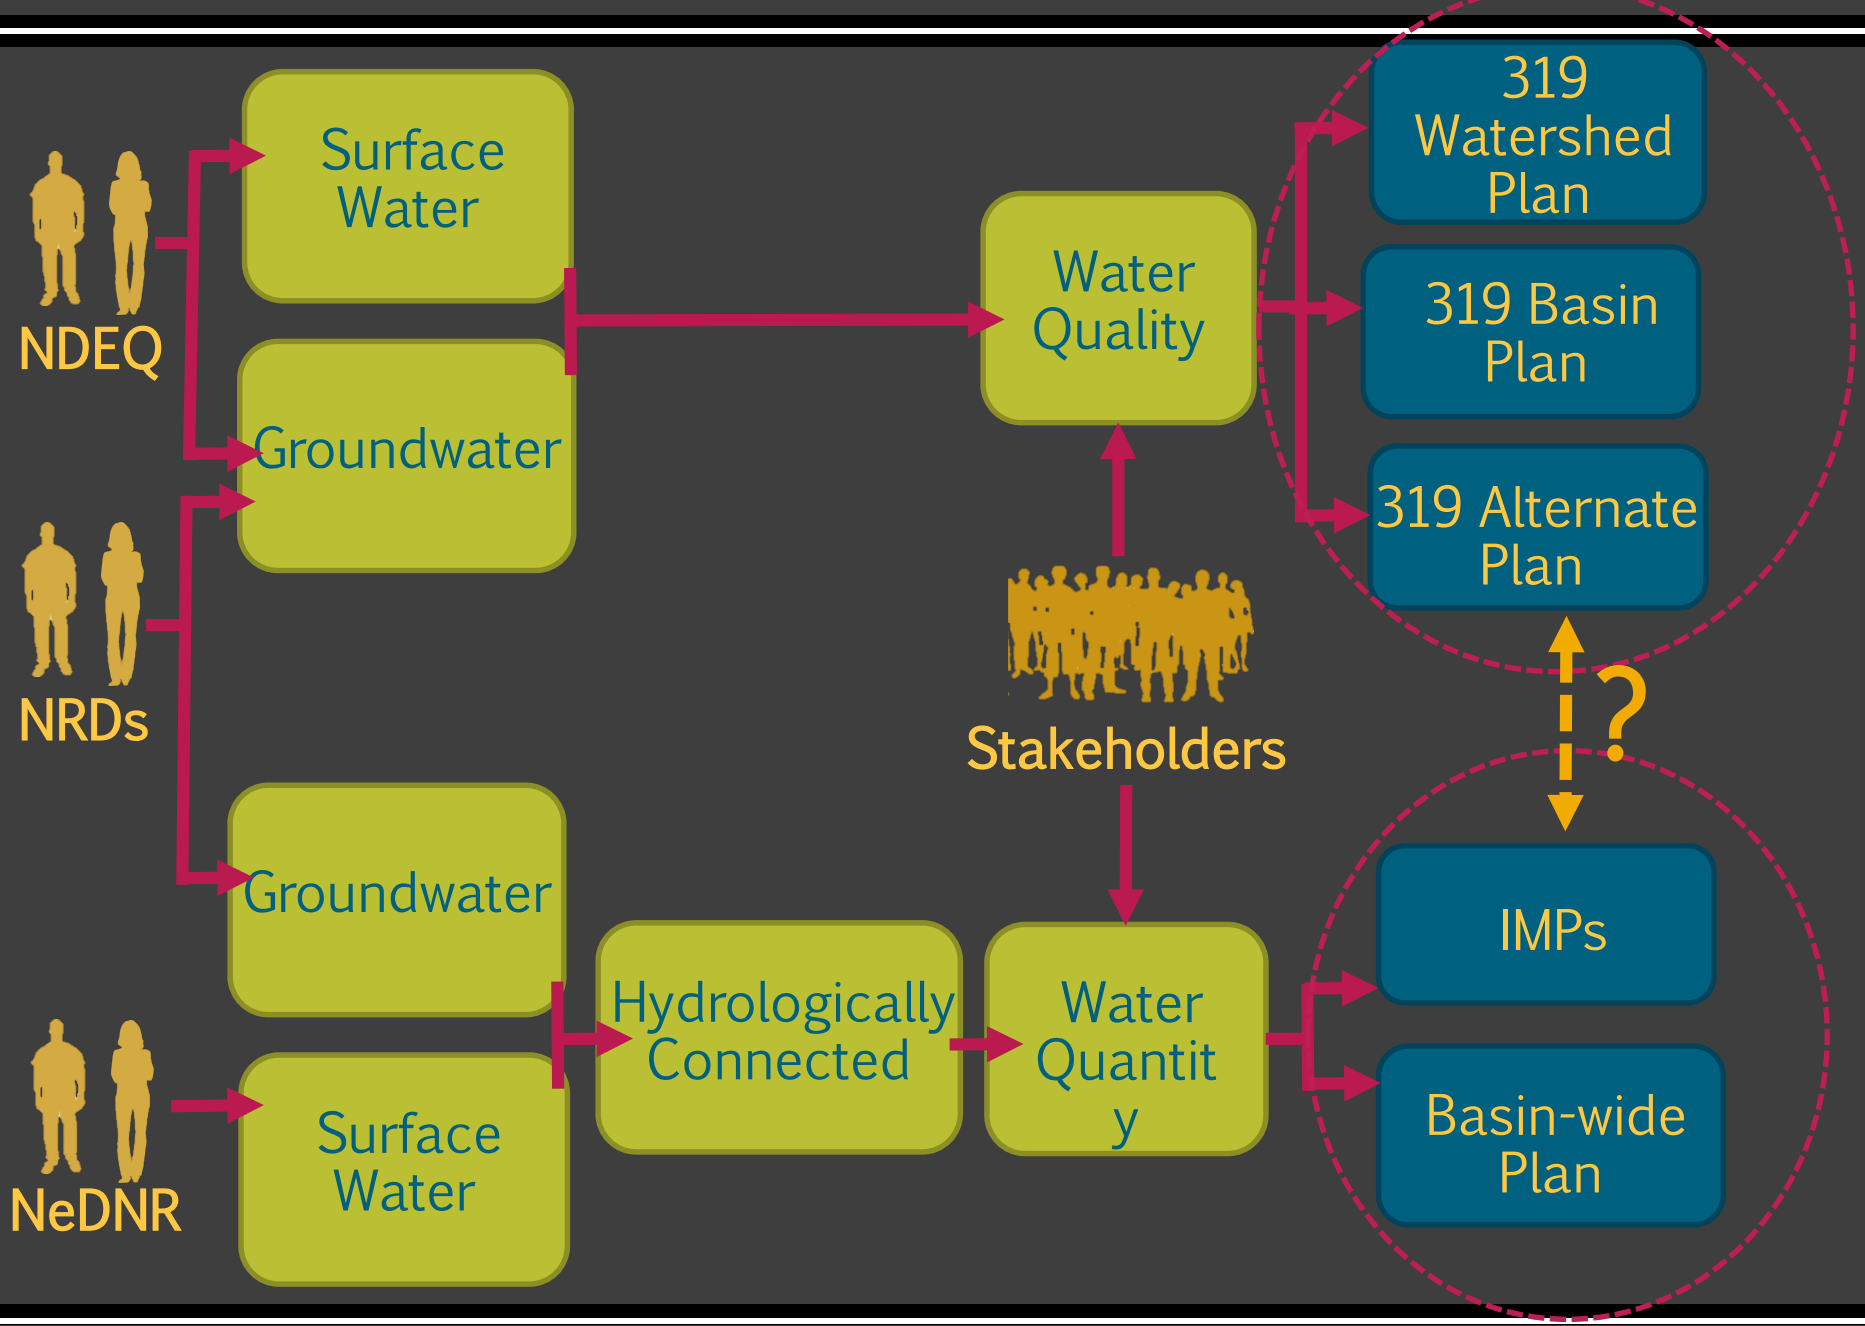 NDEQ
Surface
Water
Groundwater
NRDs
Groundwater
NeDNR
Surface
Water
Hydrologically
Connected
Water
Quality
Stakeholders
Water
Quantit
y
319
Watershed
Plan
319 Basin
Plan
319 Alternate
Plan
?
IMPs
Basin-wide
Plan